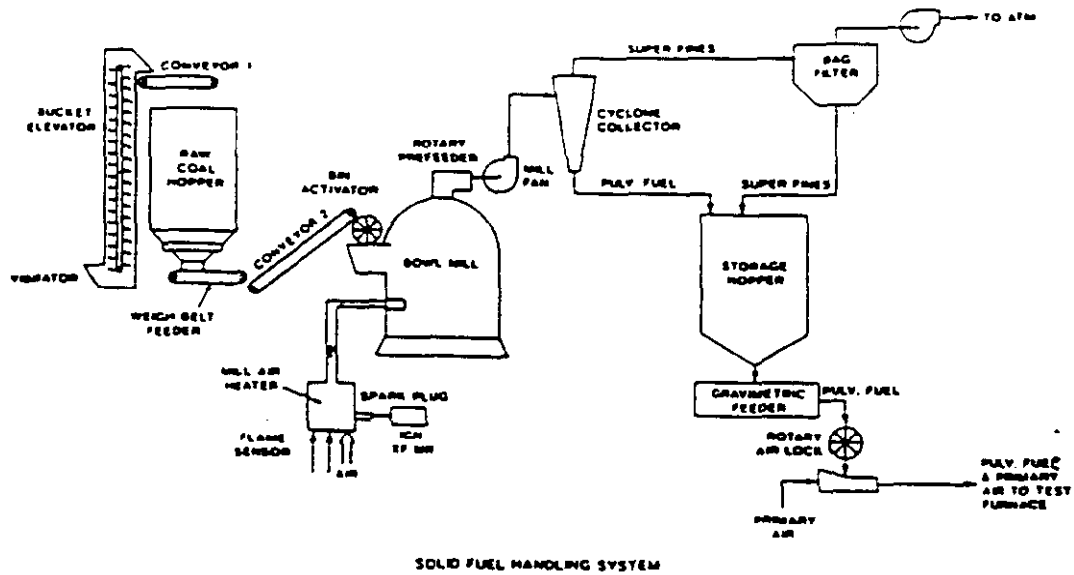 TO ATM
SUPER FINES
BAG
FILTER
CONVEYOR 1
BUCKET
ELEVATOR
CYCLONE
COLLECTOR
RAW
COAL
HOPPER
ROTARY
PREFEEDER
MILL
FAN
BIN
ACTIVATOR
PULV. FUEL
SUPER FINES
CONVEYOR 2
BOWL MILL
STORAGE
HOPPER
VIBRATOR
WEIGH BELT
FEEDER
MILL AIR
HEATER
SPARK PLUG
GRAVIMETRIC
FEEDER
PULV. FUEL
FLAME
SENSOR
AIR
IGN
ROTARY
AIR LOCK
PULV. FUEL
& PRIMARY
AIR TO TEST
FURNACE
PRIMARY
AIR
SOLID FUEL HANDLING SYSTEM